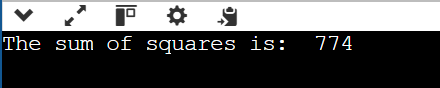 The sum of squares is:  774